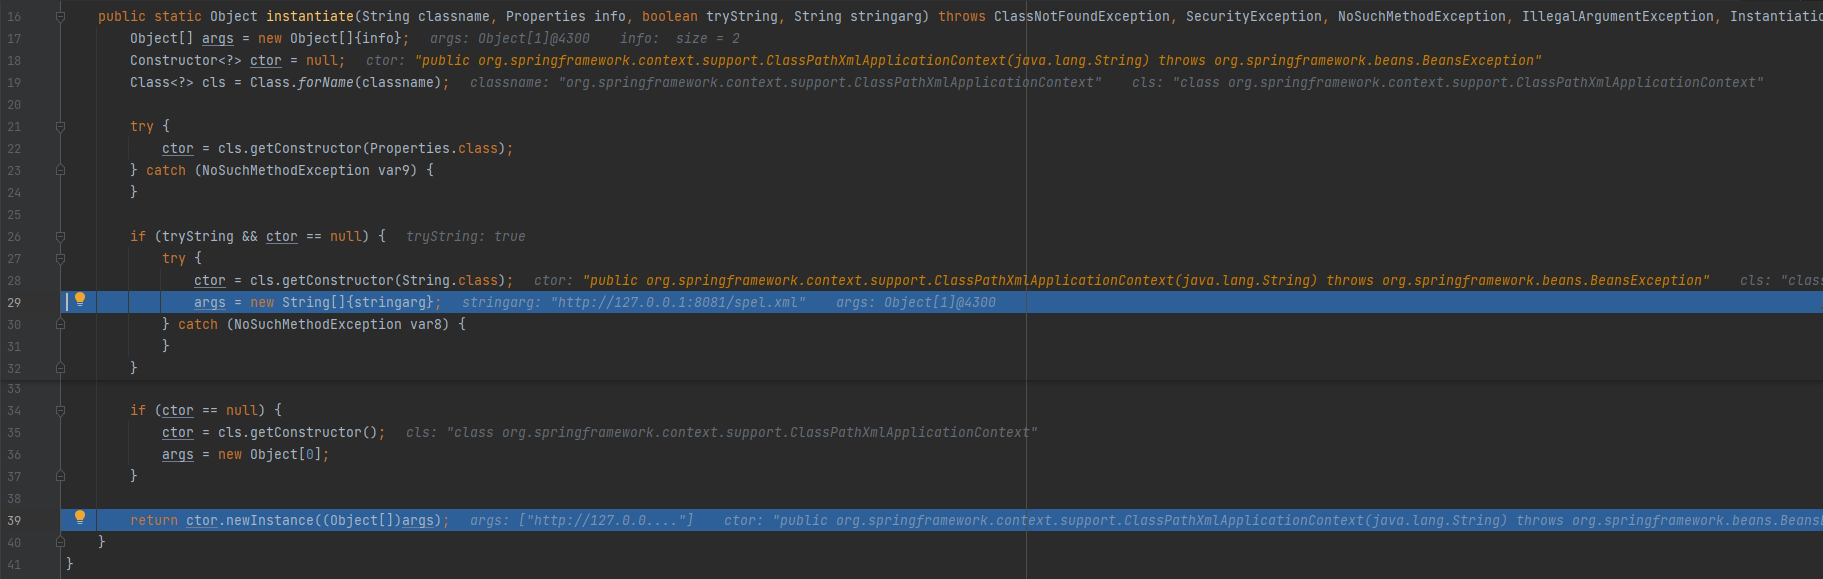 16 public static Object instantiate(String classname, Properties info, boolean tryString, String stringarg) throws ClassNotFoundException, SecurityException, NoSuchMethodException, IllegalArgumentException, Instantiatio
17 Object[] args = new Object[]{info}; args: Object[1]@4300 info: size = 2
18 Constructor<?> ctor = null; ctor: "public org.springframework.context.support.ClassPathXmlApplicationContext(java.lang.String) throws org.springframework.beans.BeansException"
19 Class<?> cls = Class.forName(classname); classname: "org.springframework.context.support.ClassPathXmlApplicationContext" cls: "class org.springframework.context.support.ClassPathXmlApplicationContext"
20
21 try {
22 ctor = cls.getConstructor(Properties.class);
23 } catch (NoSuchMethodException var9) {
24 }
25
26 if (tryString && ctor == null) { tryString: true
27 try {
28 ctor = cls.getConstructor(String.class); ctor: "public org.springframework.context.support.ClassPathXmlApplicationContext(java.lang.String) throws org.springframework.beans.BeansException" cls: "clas
29 args = new String[]{stringarg}; stringarg: "http://127.0.0.1:8081/spel.xml" args: Object[1]@4300
30 } catch (NoSuchMethodException var8) {
31 }
32 }
33
34 if (ctor == null) {
35 ctor = cls.getConstructor(); cls: "class org.springframework.context.support.ClassPathXmlApplicationContext"
36 args = new Object[0];
37 }
38
39 return ctor.newInstance((Object[])args); args: ["http://127.0.0...."] ctor: "public org.springframework.context.support.ClassPathXmlApplicationContext(java.lang.String) throws org.springframework.beans.BeansE
40 }
41 }